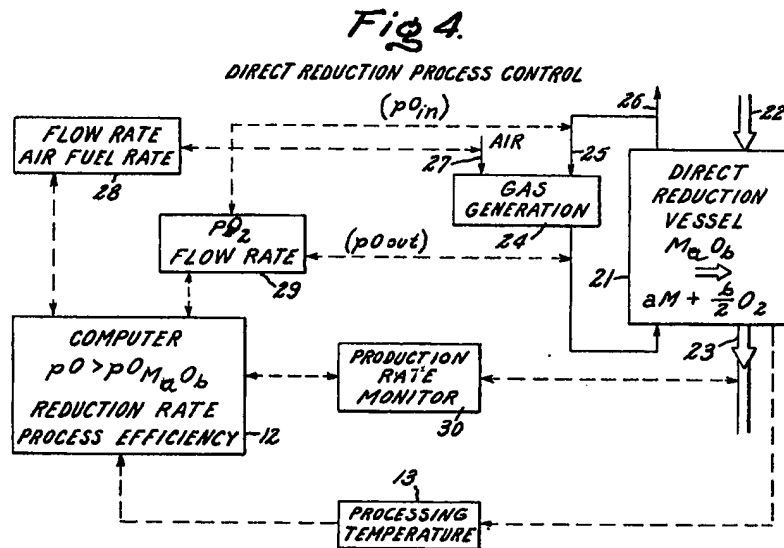 Fig 4.
DIRECT REDUCTION PROCESS CONTROL
(pO in)
26
22
FLOW RATE
AIR FUEL RATE
28
27
AIR
25
GAS
GENERATION
24
DIRECT
REDUCTION
VESSEL
MaOb
aM + b/2 O2
21
PO2
FLOW RATE
29
(pO out)
23
COMPUTER
pO > pO MaOb
REDUCTION RATE
PROCESS EFFICIENCY
12
PRODUCTION
RATE
MONITOR
30
13
PROCESSING
TEMPERATURE